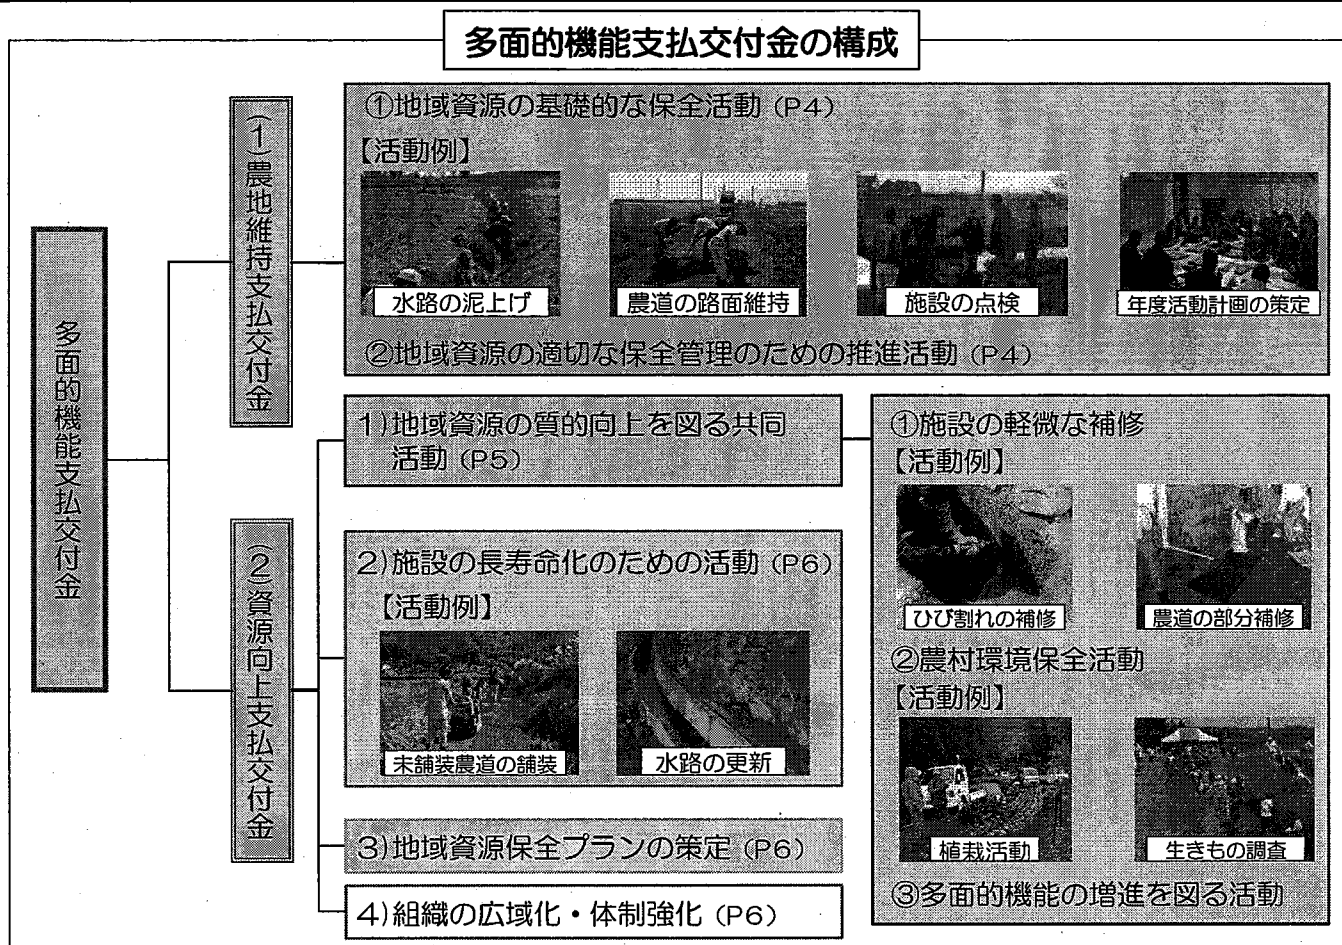 多面的機能支払交付金の構成
多面的機能支払交付金
(1)農地維持支払交付金
①地域資源の基礎的な保全活動 (P4)
【活動例】
水路の泥上げ
農道の路面維持
施設の点検
年度活動計画の策定
②地域資源の適切な保全管理のための推進活動 (P4)
(2)資源向上支払交付金
1)地域資源の質的向上を図る共同
活動 (P5)
①施設の軽微な補修
【活動例】
ひび割れの補修
農道の部分補修
②農村環境保全活動
【活動例】
植栽活動
生きもの調査
③多面的機能の増進を図る活動
2)施設の長寿命化のための活動 (P6)
【活動例】
未舗装農道の舗装
水路の更新
3)地域資源保全プランの策定 (P6)
4)組織の広域化・体制強化 (P6)